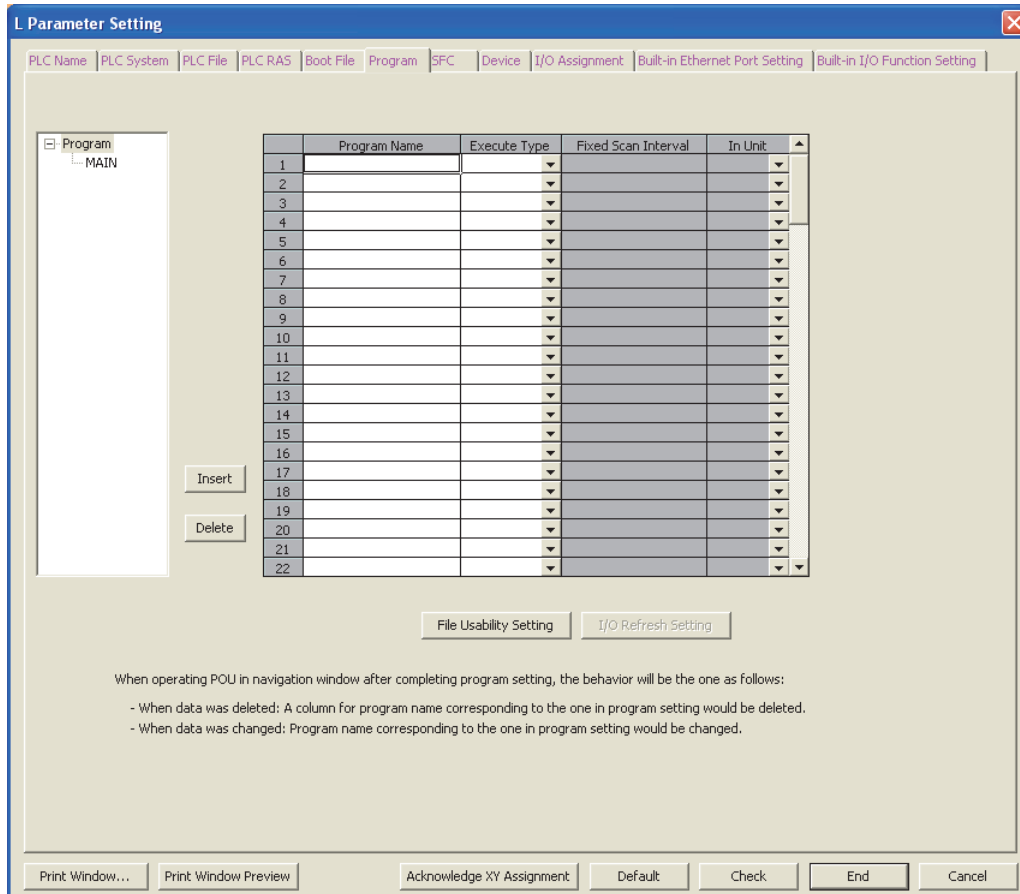 L Parameter Setting
PLC Name PLC System PLC File PLC RAS Boot File Program SFC Device I/O Assignment Built-in Ethernet Port Setting Built-in I/O Function Setting
Program
MAIN
Program Name Execute Type Fixed Scan Interval In Unit
1
2
3
4
5
6
7
8
9
10
11
12
13
14
15
16
17
18
19
20
21
22
Insert
Delete
File Usability Setting I/O Refresh Setting
When operating POU in navigation window after completing program setting, the behavior will be the one as follows:
- When data was deleted: A column for program name corresponding to the one in program setting would be deleted.
- When data was changed: Program name corresponding to the one in program setting would be changed.
Print Window... Print Window Preview Acknowledge XY Assignment Default Check End Cancel